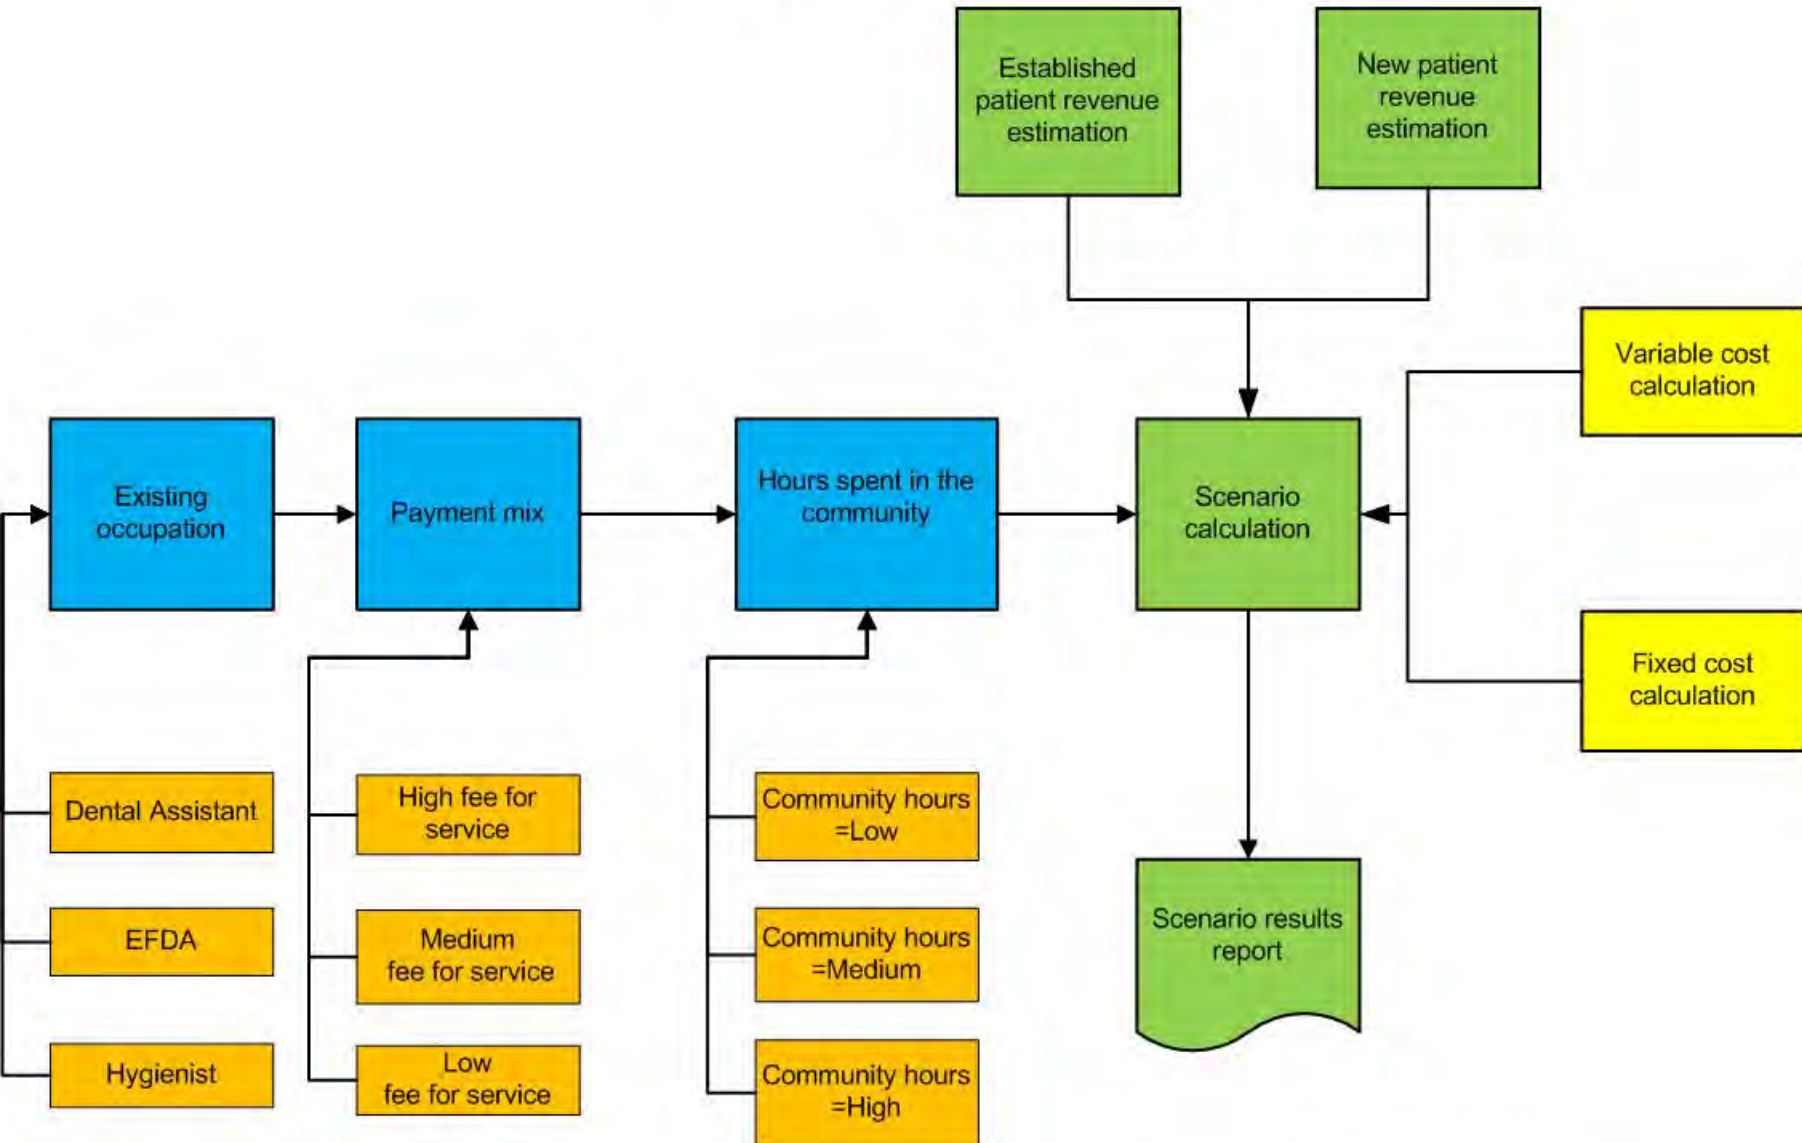 Established
patient revenue
estimation
New patient
revenue
estimation
Variable cost
calculation
Existing
occupation
Payment mix
Hours spent in the
community
Scenario
calculation
Fixed cost
calculation
Dental Assistant
High fee for
service
Community hours
=Low
EFDA
Medium
fee for service
Community hours
=Medium
Scenario results
report
Hygienist
Low
fee for service
Community hours
=High